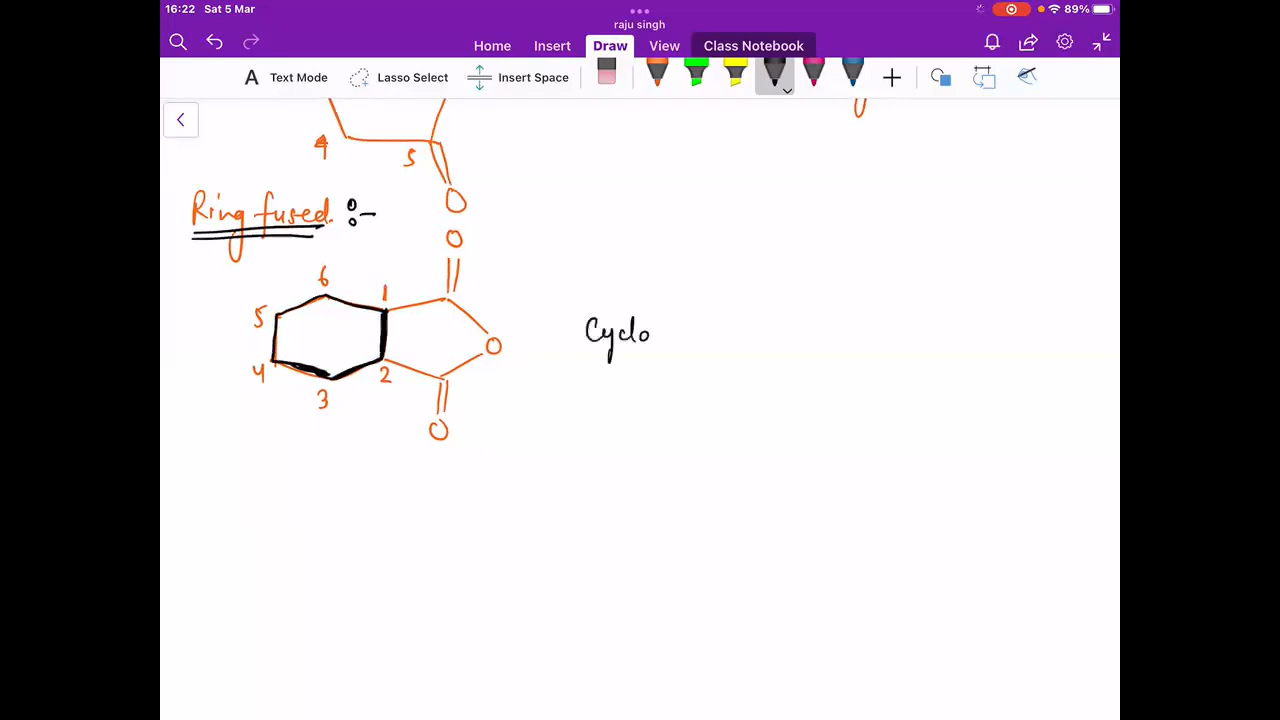 16:22 Sat 5 Mar
89%
raju singh
Home Insert Draw View Class Notebook
A Text Mode Lasso Select Insert Space
4
5
O
Ring fused :-
O
6
1
5
O
Cyclo
4
2
3
O